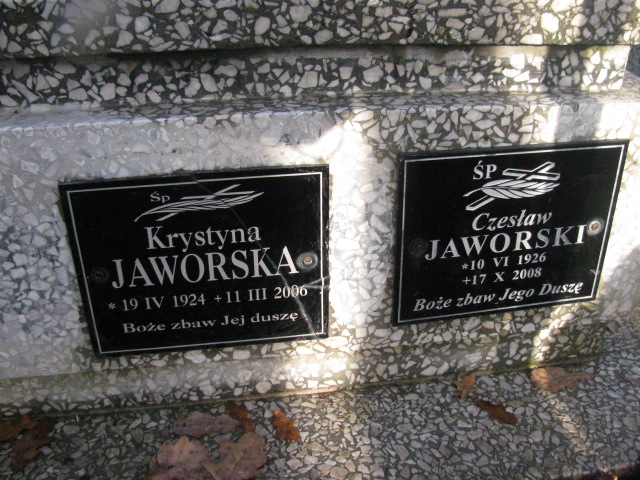 Śp
Krystyna
JAWORSKA
* 19 IV 1924 + 11 III 2006
Boże zbaw Jej duszę
ŚP
Czesław
JAWORSKI
*10 VI 1926
+17 X 2008
Boże zbaw Jego Duszę